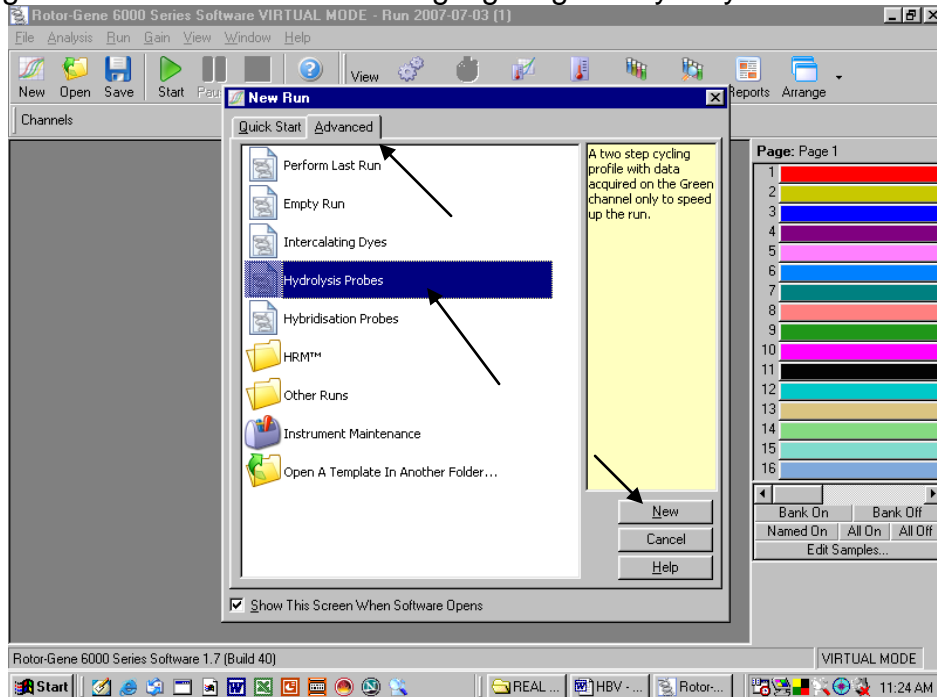 Rotor-Gene 6000 Series Software VIRTUAL MODE - Run 2007-07-03 (1)
File Analysis Run Gain View Window Help
New Open Save Start Pau View Reports Arrange
Channels
New Run
Quick Start Advanced
Perform Last Run
Empty Run
Intercalating Dyes
Hydrolysis Probes
Hybridisation Probes
HRM™
Other Runs
Instrument Maintenance
Open A Template In Another Folder...
A two step cycling
profile with data
acquired on the Green
channel only to speed
up the run.
New
Cancel
Help
Show This Screen When Software Opens
Page: Page 1
1
2
3
4
5
6
7
8
9
10
11
12
13
14
15
16
Bank On Bank Off
Named On All On All Off
Edit Samples...
Rotor-Gene 6000 Series Software 1.7 (Build 40) VIRTUAL MODE
Start REAL ... HBV - ... Rotor-... 11:24 AM